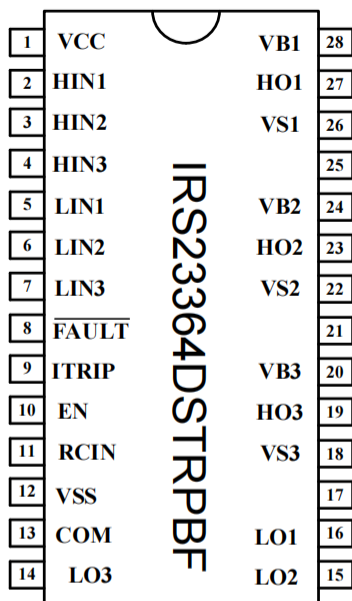 1 VCC VB1 28
2 HIN1 HO1 27
3 HIN2 VS1 26
4 HIN3 25
5 LIN1 VB2 24
6 LIN2 HO2 23
7 LIN3 VS2 22
8 FAULT 21
9 ITRIP VB3 20
10 EN HO3 19
11 RCIN VS3 18
12 VSS 17
13 COM LO1 16
14 LO3 LO2 15
IRS23364DSTRPBF